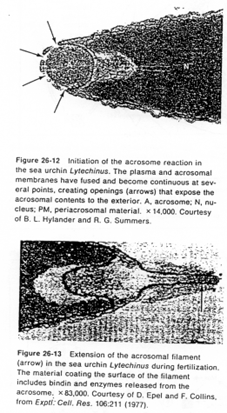 N
Figure 26-12 Initiation of the acrosome reaction in
the sea urchin Lytechinus. The plasma and acrosomal
membranes have fused and become continuous at sev-
eral points, creating openings (arrows) that expose the
acrosomal contents to the exterior. A, acrosome; N, nu-
cleus; PM, periacrosomal material. ×14,000. Courtesy
of B. L. Hylander and R. G. Summers.
Figure 26-13 Extension of the acrosomal filament
(arrow) in the sea urchin Lytechinus during fertilization.
The material coating the surface of the filament
includes bindin and enzymes released from the
acrosome. ×83,000. Courtesy of D. Epel and F. Collins,
from Exptl. Cell. Res. 106:211 (1977).